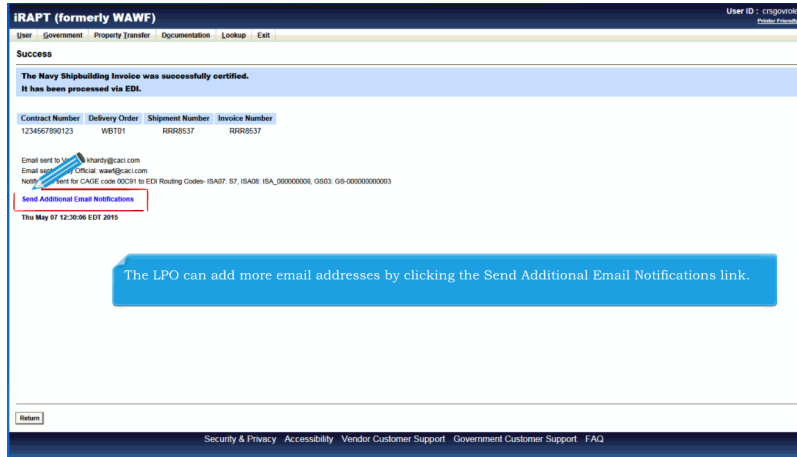 iRAPT (formerly WAWF)
User ID : crsgovrole
Printer Friendly
User Government Property Transfer Documentation Lookup Exit
Success
The Navy Shipbuilding Invoice was successfully certified.
It has been processed via EDI.
Contract Number Delivery Order Shipment Number Invoice Number
1234567890123 WBT01 RRR8537 RRR8537
Email sent to khardy@caci.com
Email sent Official: wawf@caci.com
sent for CAGE code 00C91 to EDI Routing Codes- ISA07: S7, ISA08: ISA_000000008, GS03: GS-000000000003
Send Additional Email Notifications
Thu May 07 12:30:06 EDT 2015
The LPO can add more email addresses by clicking the Send Additional Email Notifications link.
Return
Security & Privacy Accessibility Vendor Customer Support Government Customer Support FAQ